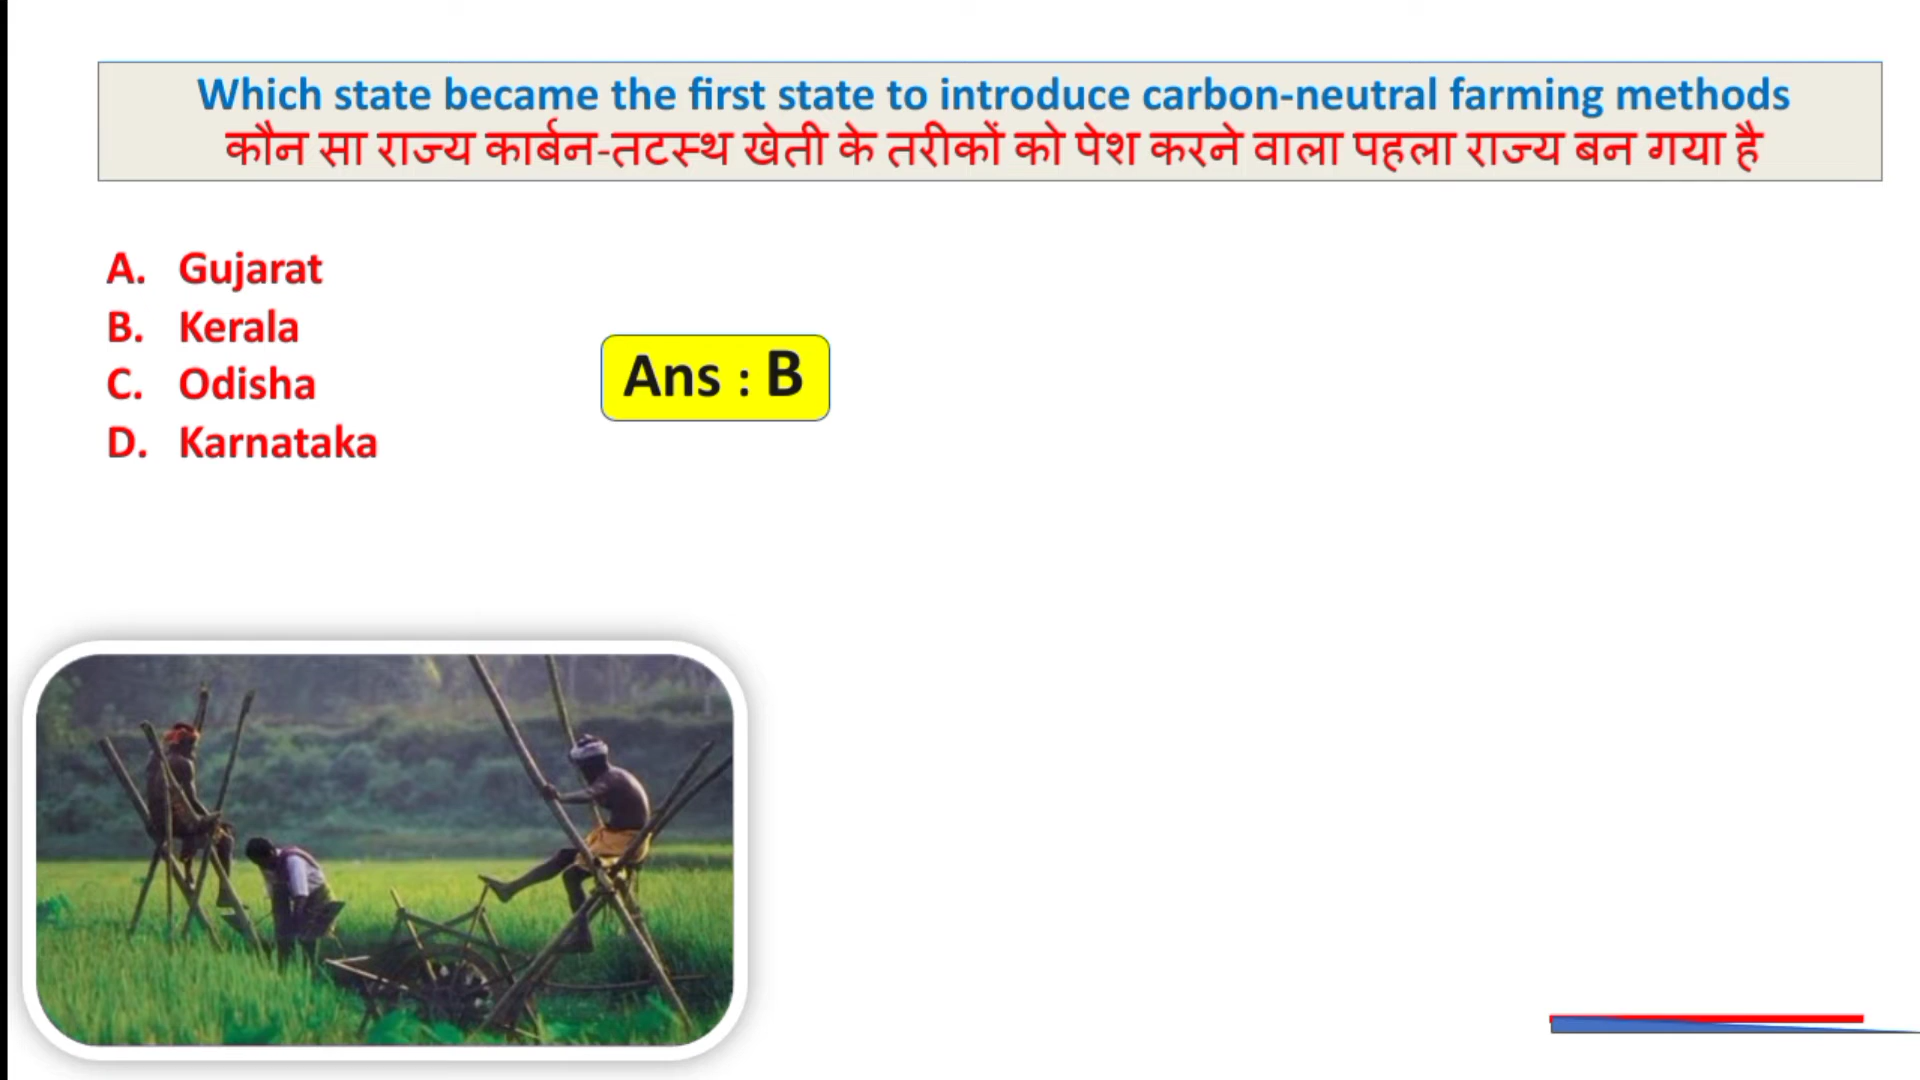 Which state became the first state to introduce carbon-neutral farming methods
कौन सा राज्य कार्बन-तटस्थ खेती के तरीकों को पेश करने वाला पहला राज्य बन गया है
A. Gujarat
B. Kerala
C. Odisha
D. Karnataka
Ans : B